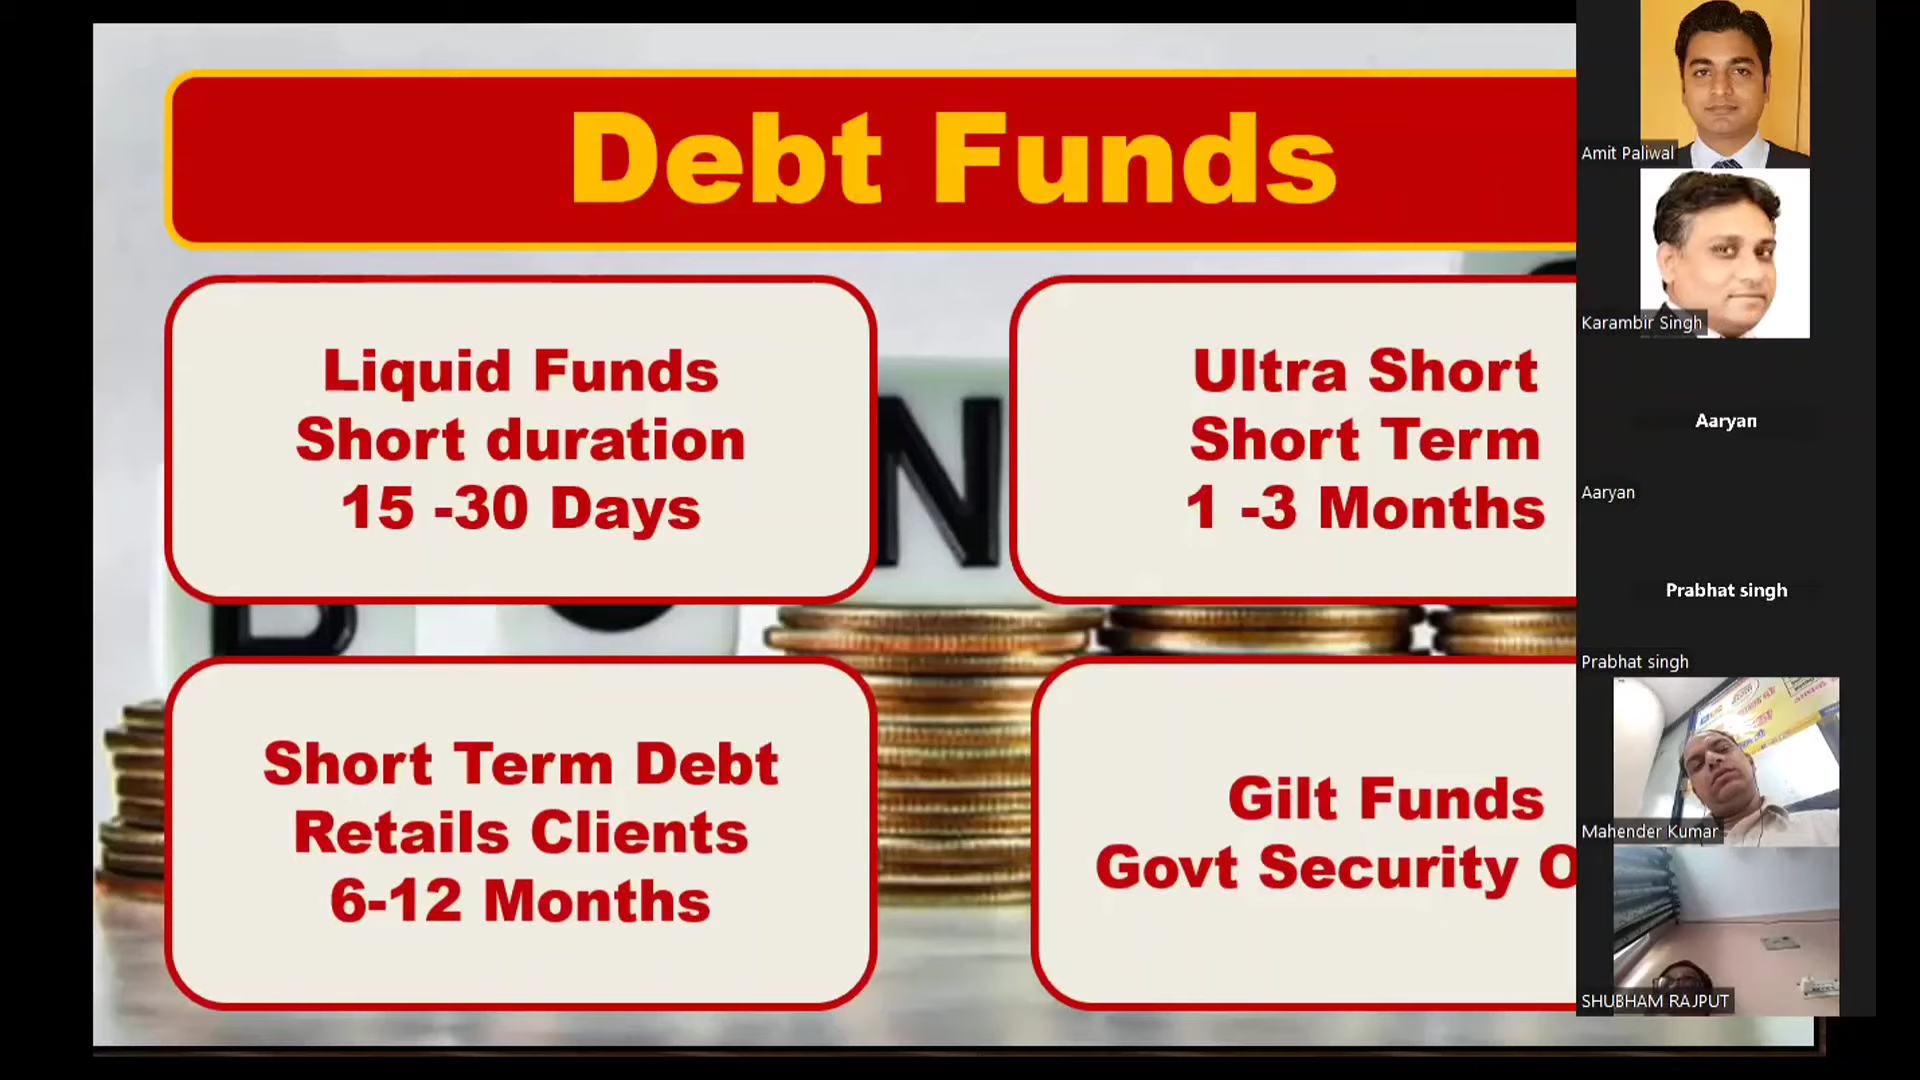 Debt Funds
Liquid Funds
Short duration
15 -30 Days
Ultra Short
Short Term
1 -3 Months
Short Term Debt
Retails Clients
6-12 Months
Gilt Funds
Govt Security O
N
B
Amit Paliwal
Karambir Singh
Aaryan
Aaryan
Prabhat singh
Prabhat singh
Mahender Kumar
SHUBHAM RAJPUT